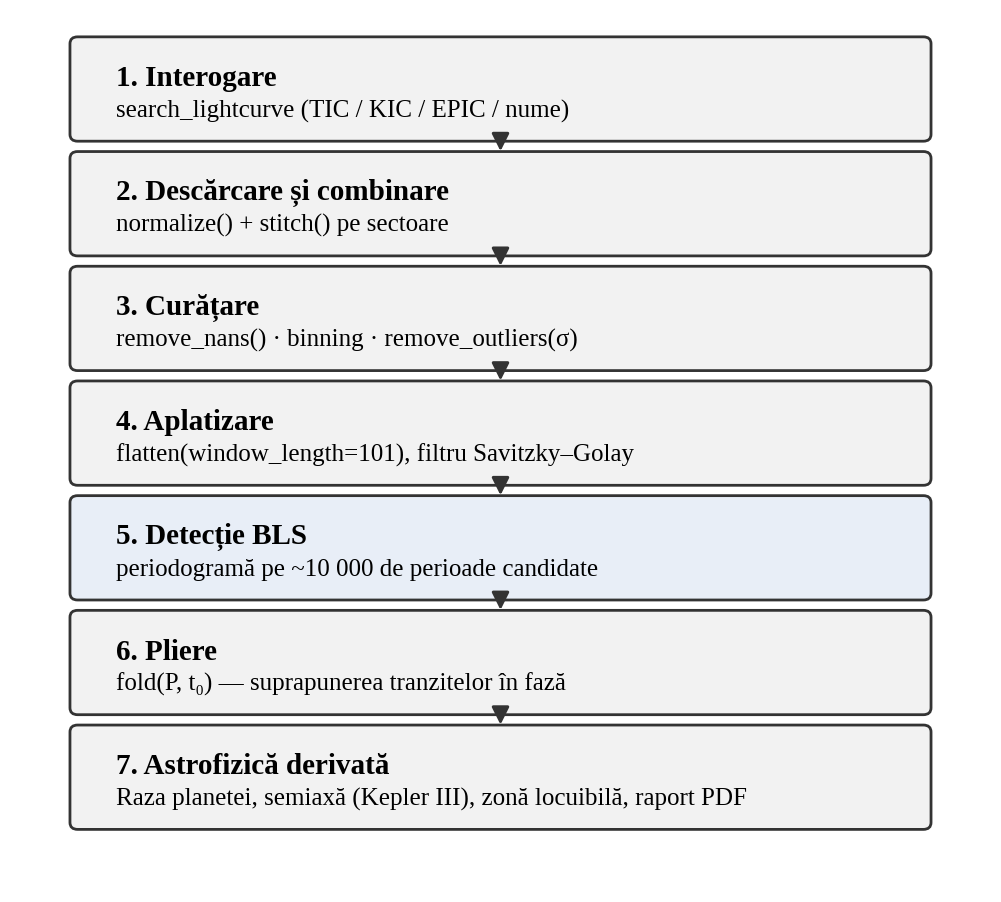 1. Interogare
search_lightcurve (TIC / KIC / EPIC / nume)
2. Descărcare și combinare
normalize() + stitch() pe sectoare
3. Curățare
remove_nans() · binning · remove_outliers(σ)
4. Aplatizare
flatten(window_length=101), filtru Savitzky–Golay
5. Detecție BLS
periodogramă pe ~10 000 de perioade candidate
6. Pliere
fold(P, t₀) — suprapunerea tranzitelor în fază
7. Astrofizică derivată
Raza planetei, semiaxă (Kepler III), zonă locuibilă, raport PDF